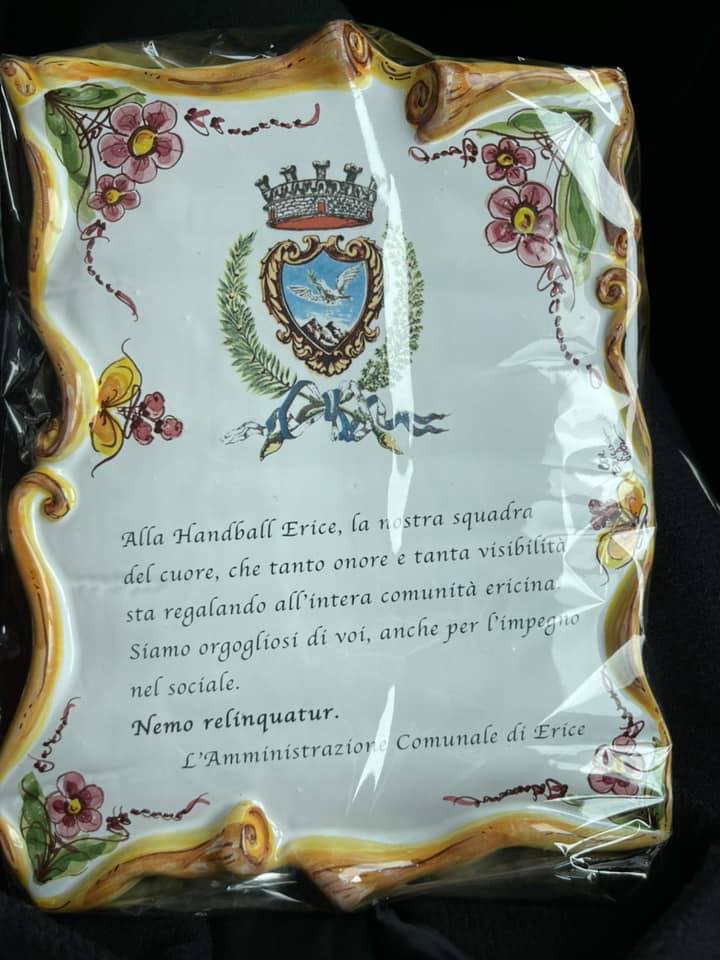 Alla Handball Erice, la nostra squadra
del cuore, che tanto onore e tanta visibilità
sta regalando all'intera comunità ericina.
Siamo orgogliosi di voi, anche per l'impegno
nel sociale.
Nemo relinquatur.
L'Amministrazione Comunale di Erice